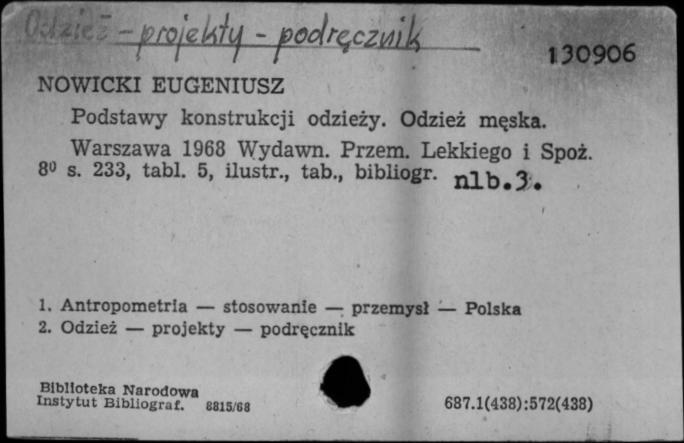 Odzież - projekty - podręcznik
130906
NOWICKI EUGENIUSZ
Podstawy konstrukcji odzieży. Odzież męska.
Warszawa 1968 Wydawn. Przem. Lekkiego i Spoż.
8⁰ s. 233, tabl. 5, ilustr., tab., bibliogr. nlb.3.
1. Antropometria — stosowanie — przemysł — Polska
2. Odzież — projekty — podręcznik
Biblioteka Narodowa
Instytut Bibliograf. 8815/68
687.1(438):572(438)